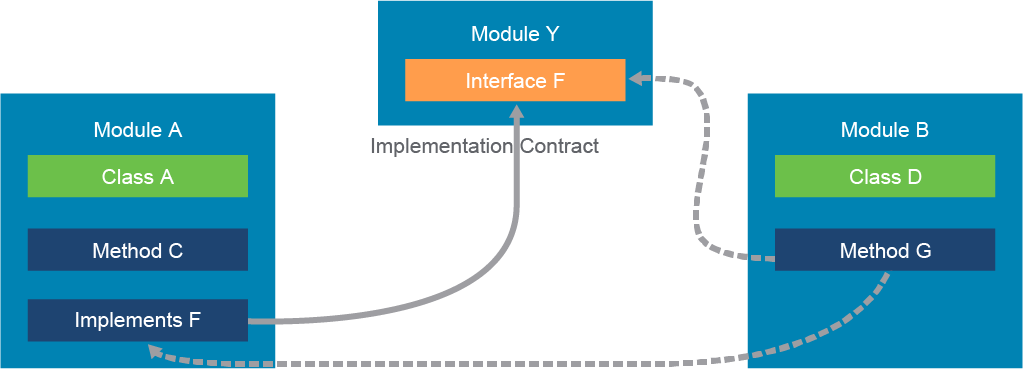 Module Y
Interface F
Implementation Contract
Module A
Class A
Method C
Implements F
Module B
Class D
Method G